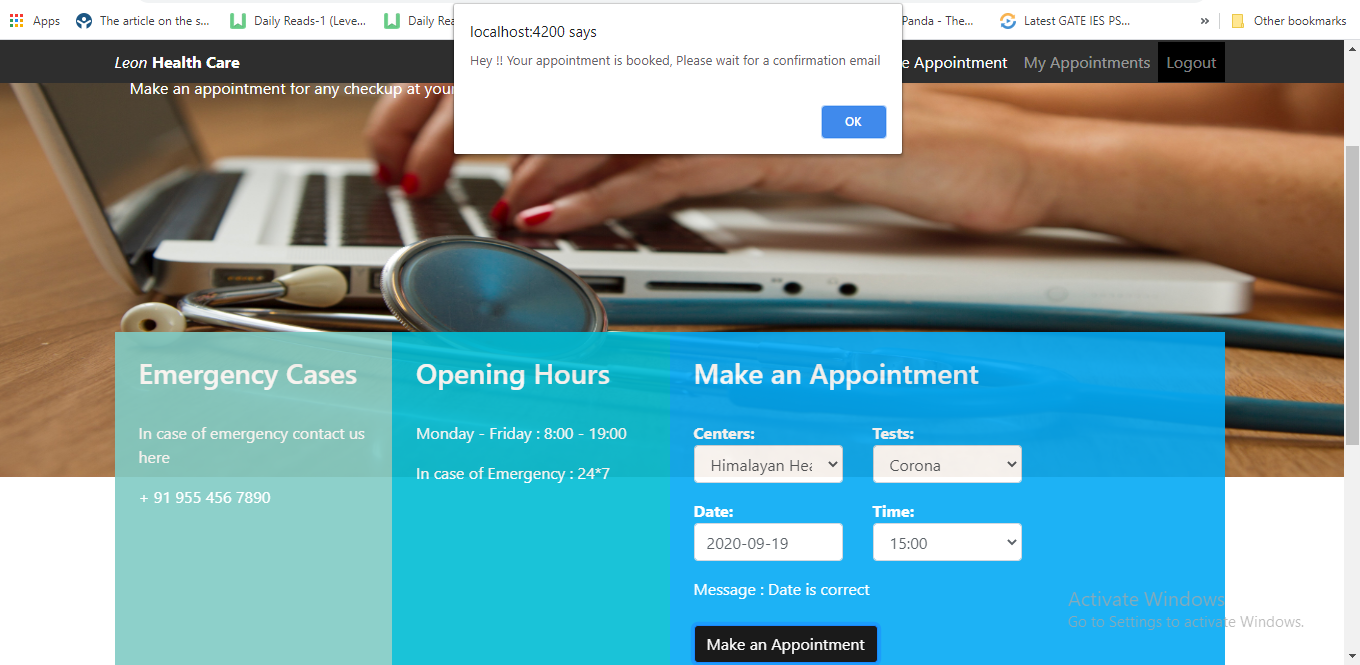 Apps
The article on the s...
Daily Reads-1 (Leve...
Daily Rea
Panda - The...
Latest GATE IES PS...
»
Other bookmarks
localhost:4200 says
Hey !! Your appointment is booked, Please wait for a confirmation email
OK
Leon Health Care
e Appointment
My Appointments
Logout
Make an appointment for any checkup at your
Emergency Cases
In case of emergency contact us
here
+ 91 955 456 7890
Opening Hours
Monday - Friday : 8:00 - 19:00
In case of Emergency : 24*7
Make an Appointment
Centers:
Tests:
Himalayan Hea
Corona
Date:
Time:
2020-09-19
15:00
Message : Date is correct
Make an Appointment
Activate Windows
Go to Settings to activate Windows.